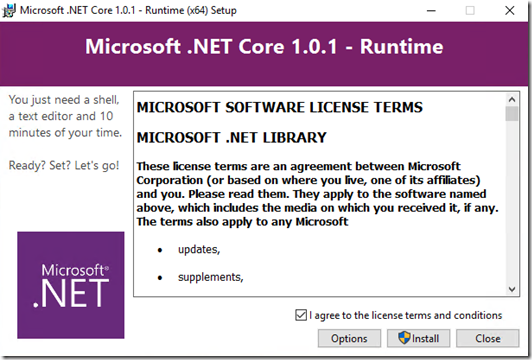 Microsoft .NET Core 1.0.1 - Runtime (x64) Setup
Microsoft .NET Core 1.0.1 - Runtime
You just need a shell,
a text editor and 10
minutes of your time.
Ready? Set? Let's go!
Microsoft®
.NET
MICROSOFT SOFTWARE LICENSE TERMS
MICROSOFT .NET LIBRARY
These license terms are an agreement between Microsoft
Corporation (or based on where you live, one of its affiliates)
and you. Please read them. They apply to the software named
above, which includes the media on which you received it, if any.
The terms also apply to any Microsoft
• updates,
• supplements,
I agree to the license terms and conditions
Options
Install
Close